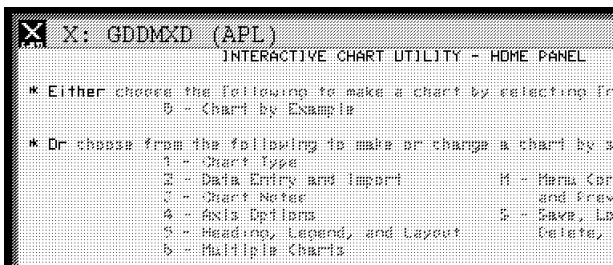 X: GDDMXD (APL)
INTERACTIVE CHART UTILITY - HOME PANEL
* Either choose the following to make a chart by selecting fr
0 - Chart by Example
* Or choose from the following to make or change a chart by s
1 - Chart Type
2 - Data Entry and Import M - Menu Con
3 - Chart Notes and Prev
4 - Axis Options S - Save, Lo
5 - Heading, Legend, and Layout Delete,
6 - Multiple Charts